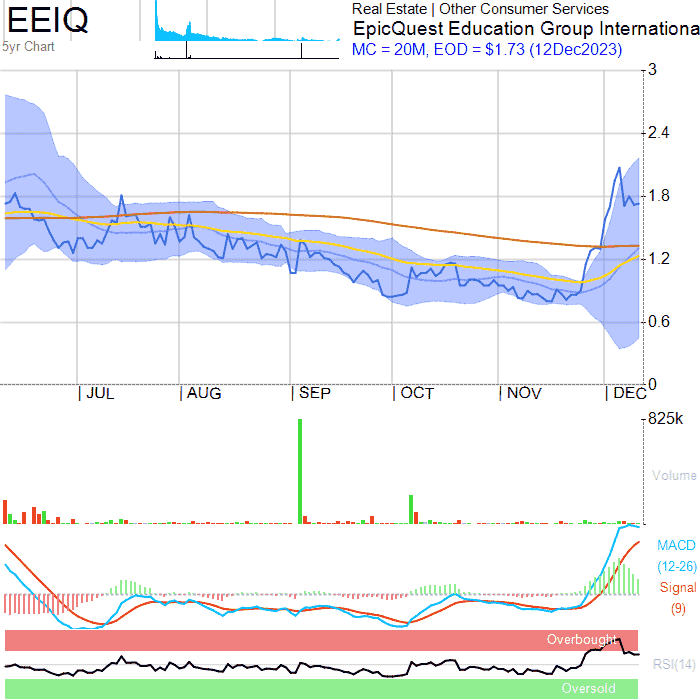 EEIQ
5yr Chart
Real Estate | Other Consumer Services
EpicQuest Education Group Internationa
MC = 20M, EOD = $1.73 (12Dec2023)
3
2.4
1.8
1.2
0.6
0
| JUL
| AUG
| SEP
| OCT
| NOV
| DEC
825k
Volume
MACD
(12-26)
Signal
(9)
Overbought
RSI(14)
Oversold